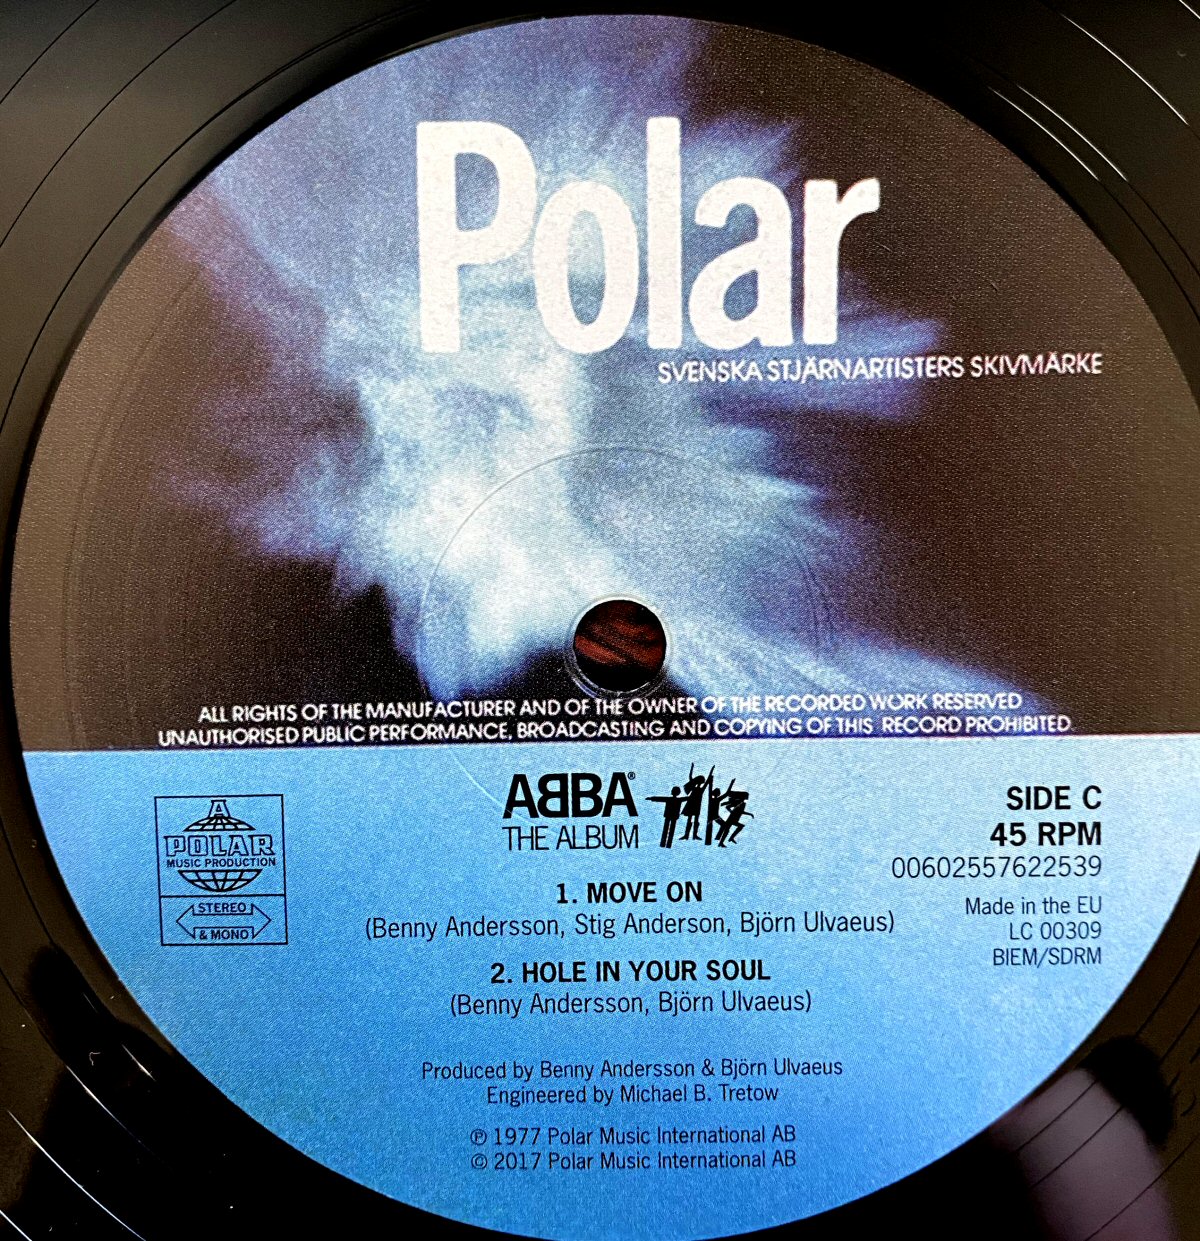 Polar
SVENSKA STJÄRNARTISTERS SKIVMÄRKE
ALL RIGHTS OF THE MANUFACTURER AND OF THE OWNER OF THE RECORDED WORK RESERVED
UNAUTHORISED PUBLIC PERFORMANCE, BROADCASTING AND COPYING OF THIS RECORD PROHIBITED
A
POLAR
MUSIC PRODUCTION
STEREO
& MONO
AᗺBA®
THE ALBUM
SIDE C
45 RPM
00602557622539
Made in the EU
LC 00309
BIEM/SDRM
1. MOVE ON
(Benny Andersson, Stig Anderson, Björn Ulvaeus)
2. HOLE IN YOUR SOUL
(Benny Andersson, Björn Ulvaeus)
Produced by Benny Andersson & Björn Ulvaeus
Engineered by Michael B. Tretow
℗ 1977 Polar Music International AB
© 2017 Polar Music International AB